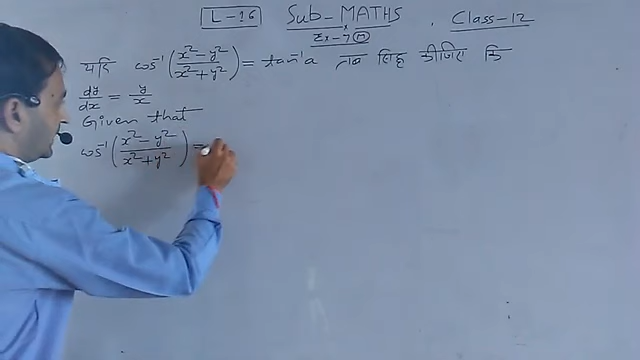 L-16 Sub-MATHS , Class-12
Ex-7(M)
यदि cos⁻¹(x²-y²/x²+y²) = tan⁻¹a तब सिद्ध कीजिए कि
dy/dx = y/x
Given that
cos⁻¹(x²-y²/x²+y²) =